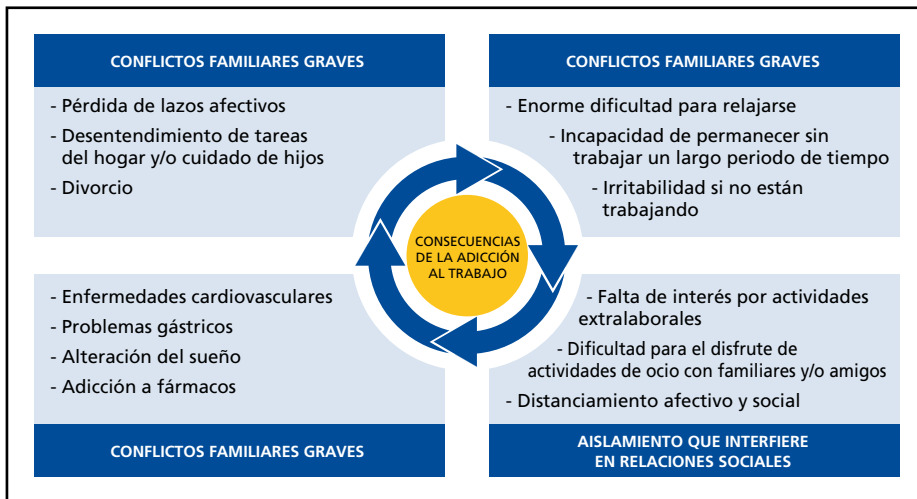 CONFLICTOS FAMILIARES GRAVES
- Pérdida de lazos afectivos
- Desentendimiento de tareas
del hogar y/o cuidado de hijos
- Divorcio
CONFLICTOS FAMILIARES GRAVES
- Enorme dificultad para relajarse
- Incapacidad de permanecer sin
trabajar un largo periodo de tiempo
- Irritabilidad si no están
trabajando
CONSECUENCIAS
DE LA ADICCIÓN
AL TRABAJO
- Enfermedades cardiovasculares
- Problemas gástricos
- Alteración del sueño
- Adicción a fármacos
CONFLICTOS FAMILIARES GRAVES
- Falta de interés por actividades
extralaborales
- Dificultad para el disfrute de
actividades de ocio con familiares y/o amigos
- Distanciamiento afectivo y social
AISLAMIENTO QUE INTERFIERE
EN RELACIONES SOCIALES